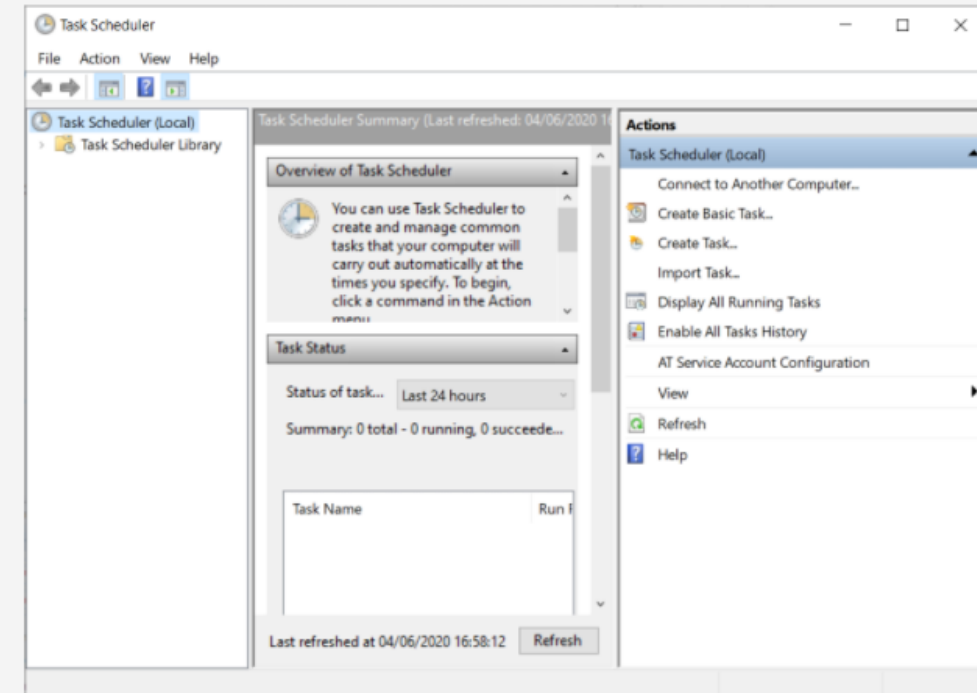 Task Scheduler
File Action View Help
Task Scheduler (Local)
Task Scheduler Library
Task Scheduler Summary (Last refreshed: 04/06/2020 16
Overview of Task Scheduler
You can use Task Scheduler to
create and manage common
tasks that your computer will
carry out automatically at the
times you specify. To begin,
click a command in the Action
menu
Task Status
Status of task... Last 24 hours
Summary: 0 total - 0 running, 0 succeede...
Task Name Run
Last refreshed at 04/06/2020 16:58:12 Refresh
Actions
Task Scheduler (Local)
Connect to Another Computer...
Create Basic Task...
Create Task...
Import Task...
Display All Running Tasks
Enable All Tasks History
AT Service Account Configuration
View
Refresh
Help